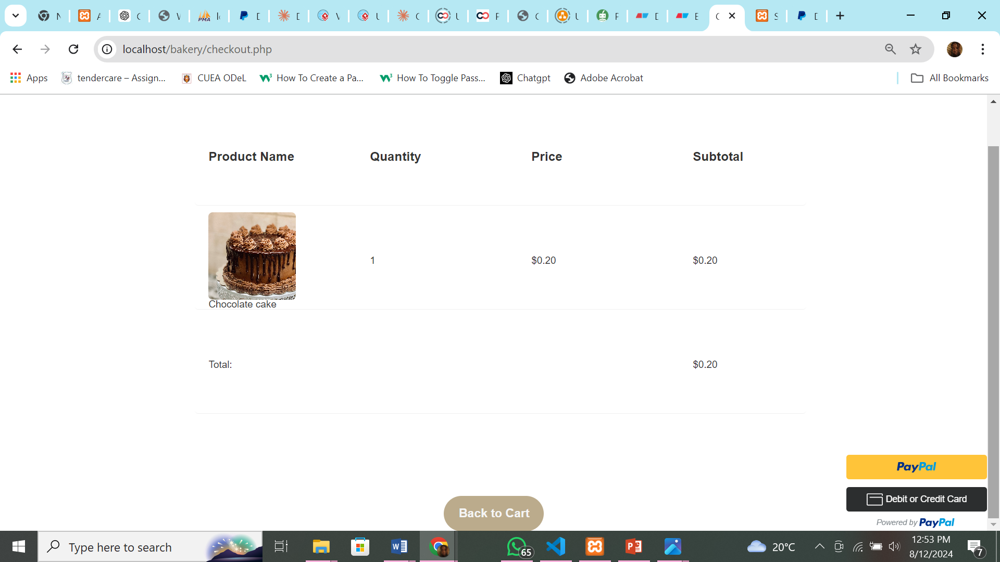 N
A
C
V
PMA
lo
D
D
V
U
C
U
P
C
U
P
D
E
C
S
D
localhost/bakery/checkout.php
Apps
tendercare – Assign...
CUEA ODeL
How To Create a Pa...
How To Toggle Pass...
Chatgpt
Adobe Acrobat
All Bookmarks
Product Name Quantity Price Subtotal
1 $0.20 $0.20
Chocolate cake
Total: $0.20
PayPal
Debit or Credit Card
Powered by PayPal
Back to Cart
Type here to search
65
20°C
12:53 PM
8/12/2024
7